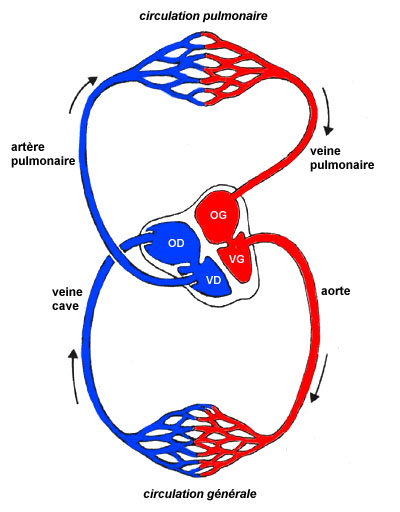 circulation pulmonaire
artère
pulmonaire
veine
pulmonaire
OG
OD
VG
VD
veine
cave
aorte
circulation générale